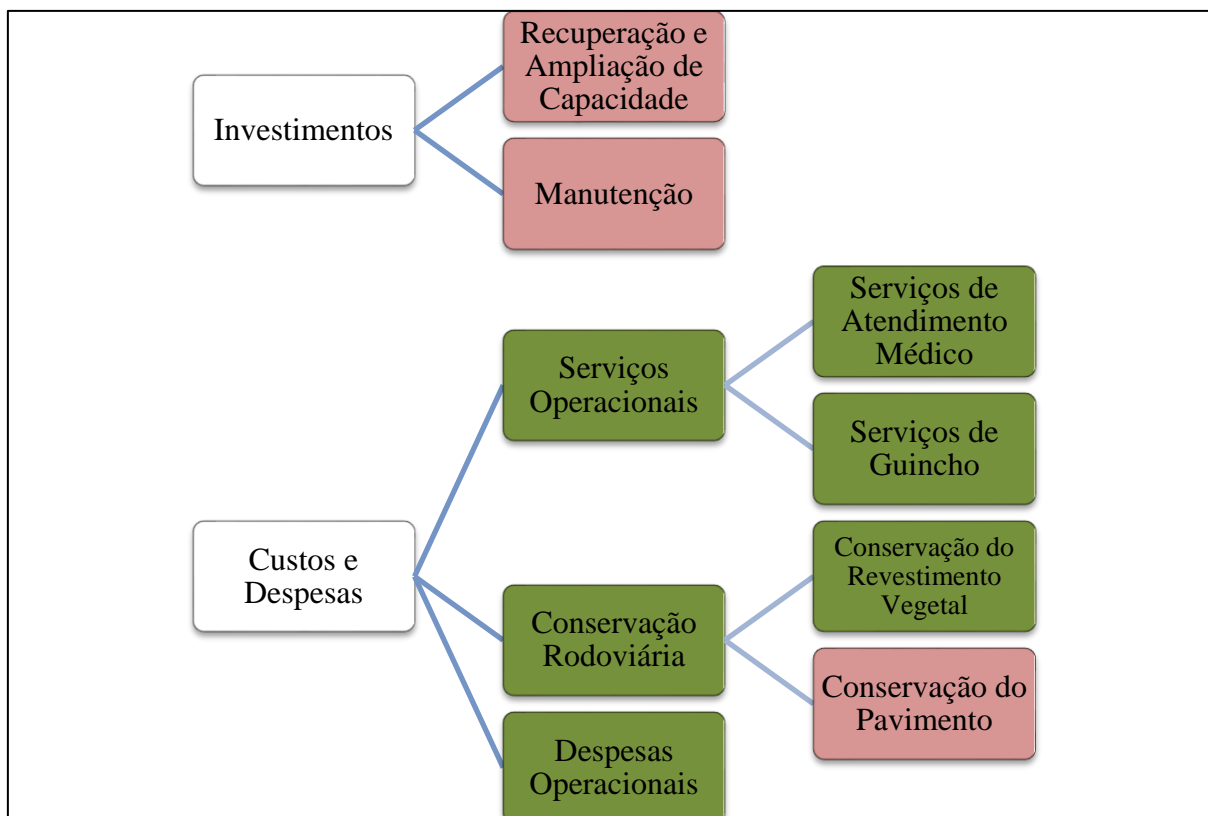 Recuperação e
Ampliação de
Capacidade
Investimentos
Manutenção
Serviços de
Atendimento
Médico
Serviços
Operacionais
Serviços de
Guincho
Custos e
Despesas
Conservação do
Revestimento
Vegetal
Conservação
Rodoviária
Conservação do
Pavimento
Despesas
Operacionais